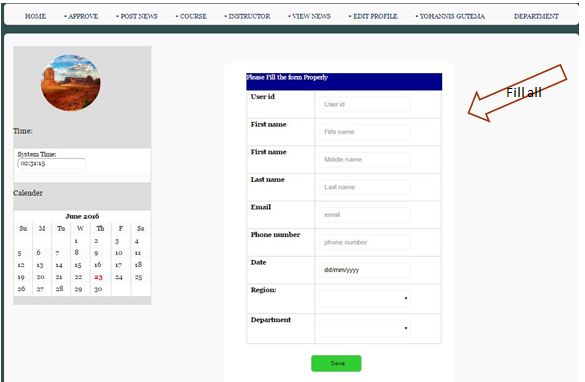 HOME • APPROVE • POST NEWS • COURSE • INSTRUCTOR • VIEW NEWS • EDIT PROFILE • YOHANNIS GUTEMA DEPARTMENT
Time:
System Time:
02:31:15
Calender
June 2016
Su M Tu W Th F Sa
1 2 3 4
5 6 7 8 9 10 11
12 13 14 15 16 17 18
19 20 21 22 23 24 25
26 27 28 29 30
Please Fill the form Properly
User id User id
First name Firts name
First name Middle name
Last name Last name
Email email
Phone number phone number
Date dd/mm/yyyy
Region:
Department
Save
Fill all